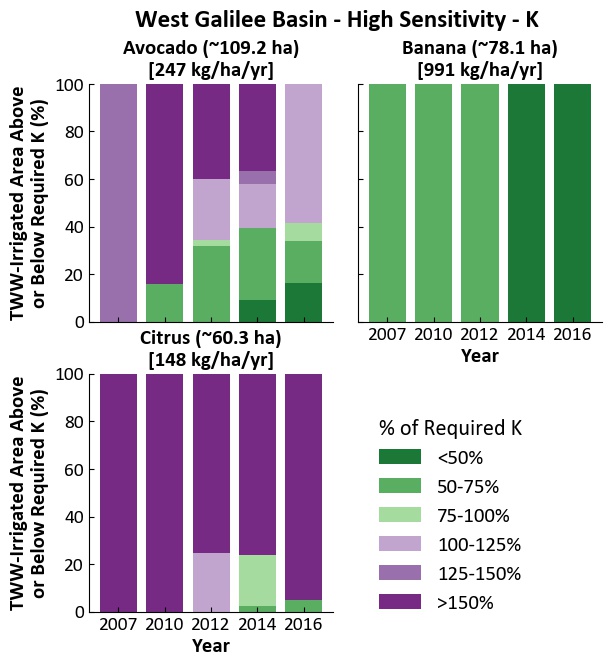 West Galilee Basin - High Sensitivity - K
Avocado (~109.2 ha)
[247 kg/ha/yr]
Banana (~78.1 ha)
[991 kg/ha/yr]
TWW-Irrigated Area Above
or Below Required K (%)
100
80
60
40
20
0
2007 2010 2012 2014 2016
Year
Citrus (~60.3 ha)
[148 kg/ha/yr]
TWW-Irrigated Area Above
or Below Required K (%)
100
80
60
40
20
0
2007 2010 2012 2014 2016
Year
% of Required K
<50%
50-75%
75-100%
100-125%
125-150%
>150%